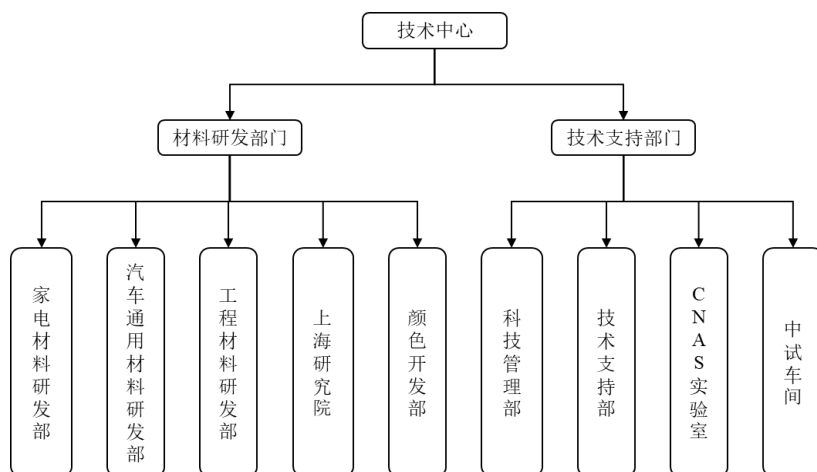 技术中心
材料研发部门
技术支持部门
家电材料研发部
汽车通用材料研发部
工程材料研发部
上海研究院
颜色开发部
科技管理部
技术支持部
CNAS实验室
中试车间